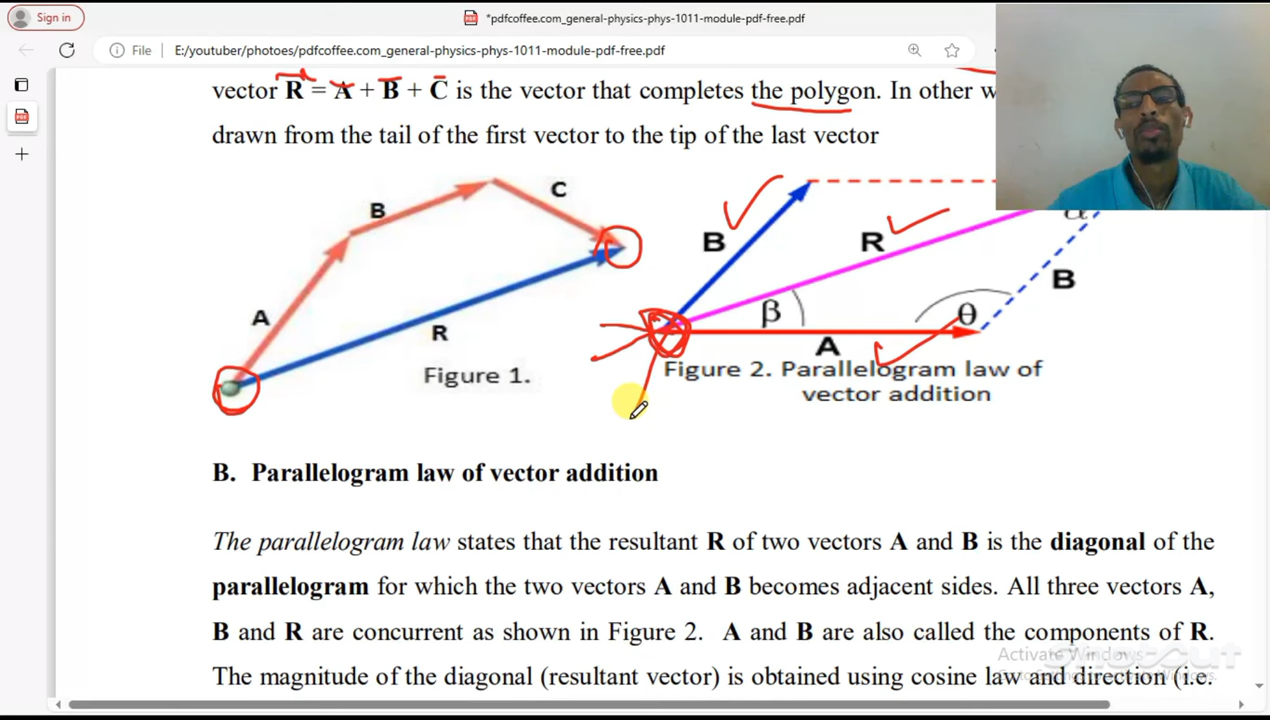 Sign in
*pdfcoffee.com_general-physics-phys-1011-module-pdf-free.pdf
File
E:/youtuber/photoes/pdfcoffee.com_general-physics-phys-1011-module-pdf-free.pdf
vector R = A + B + C is the vector that completes the polygon. In other w
drawn from the tail of the first vector to the tip of the last vector
C
B
A
R
Figure 1.
B
R
α
B
β
θ
A
Figure 2. Parallelogram law of
vector addition
B. Parallelogram law of vector addition
The parallelogram law states that the resultant R of two vectors A and B is the diagonal of the
parallelogram for which the two vectors A and B becomes adjacent sides. All three vectors A,
B and R are concurrent as shown in Figure 2. A and B are also called the components of R.
Activate Windows
The magnitude of the diagonal (resultant vector) is obtained using cosine law and direction (i.e.